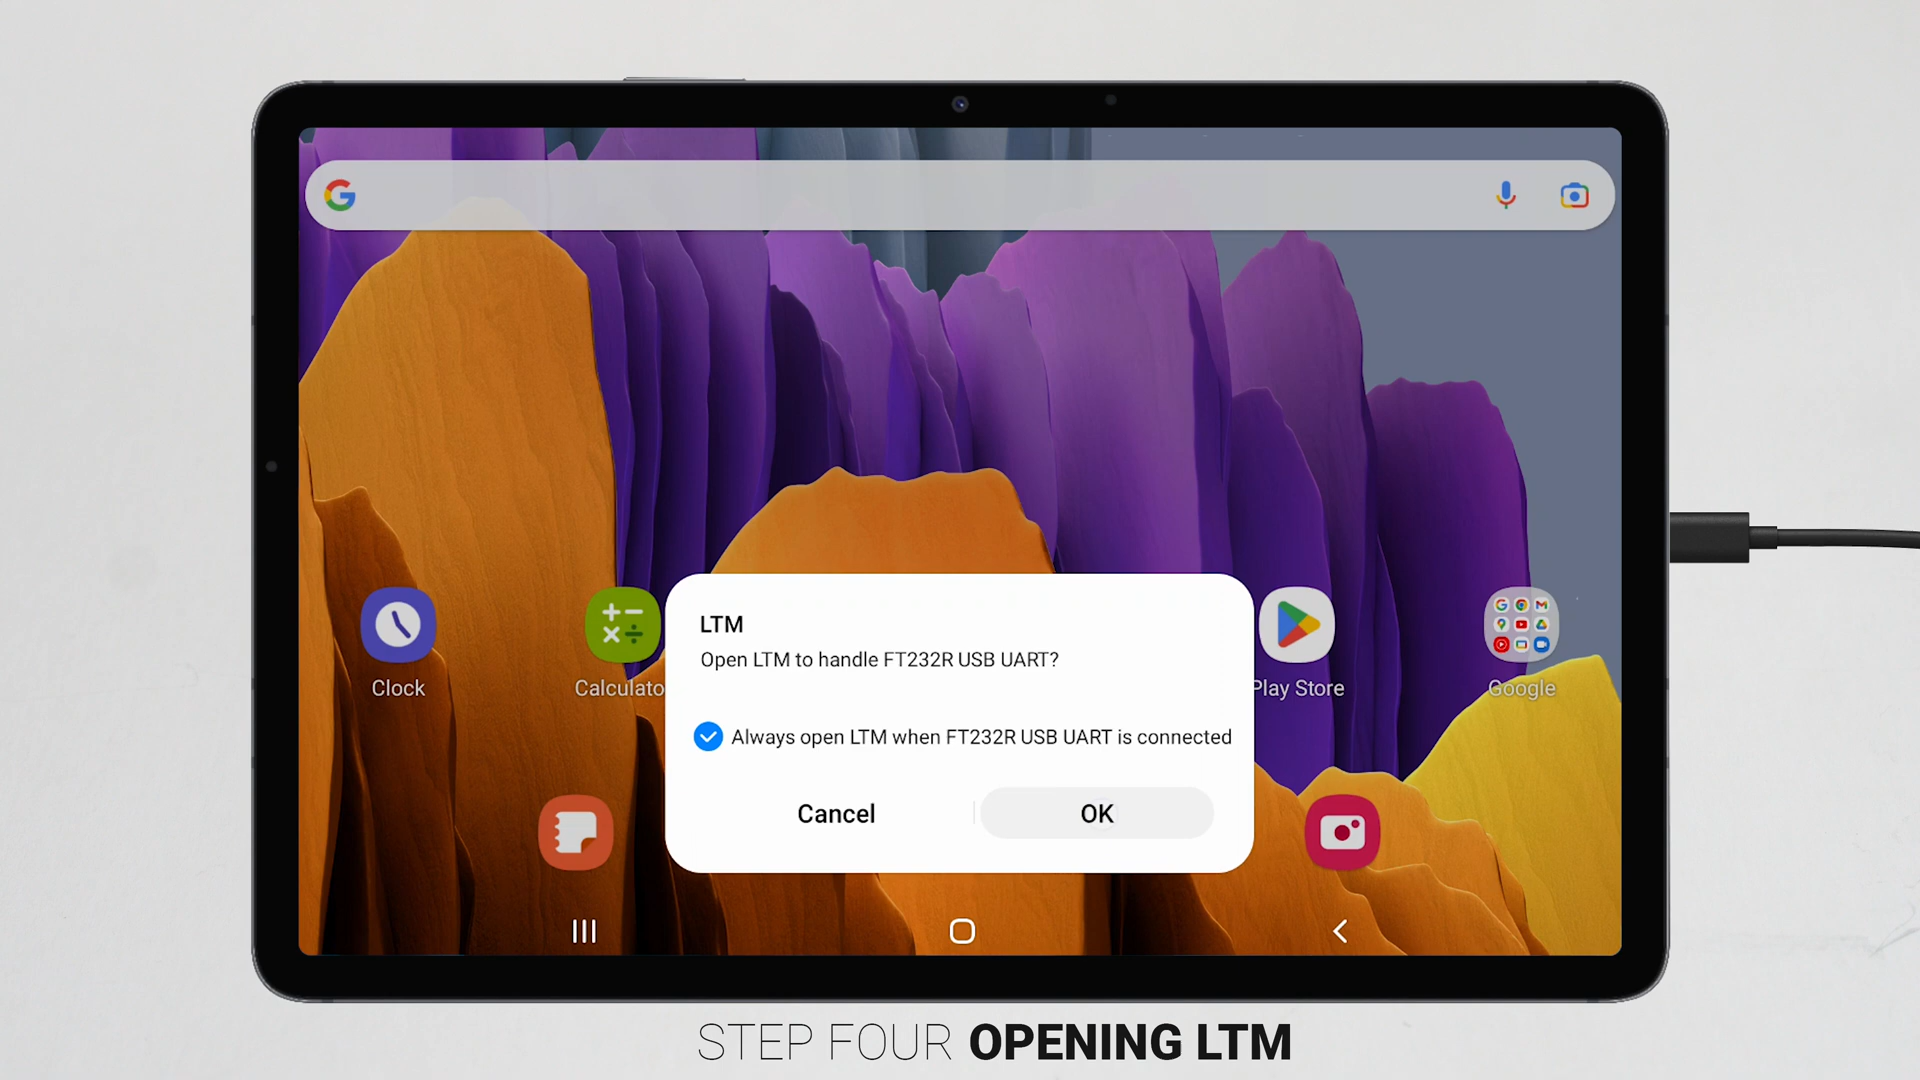 Clock
Calculato
Play Store
Google
LTM
Open LTM to handle FT232R USB UART?
Always open LTM when FT232R USB UART is connected
Cancel
OK
STEP FOUR OPENING LTM